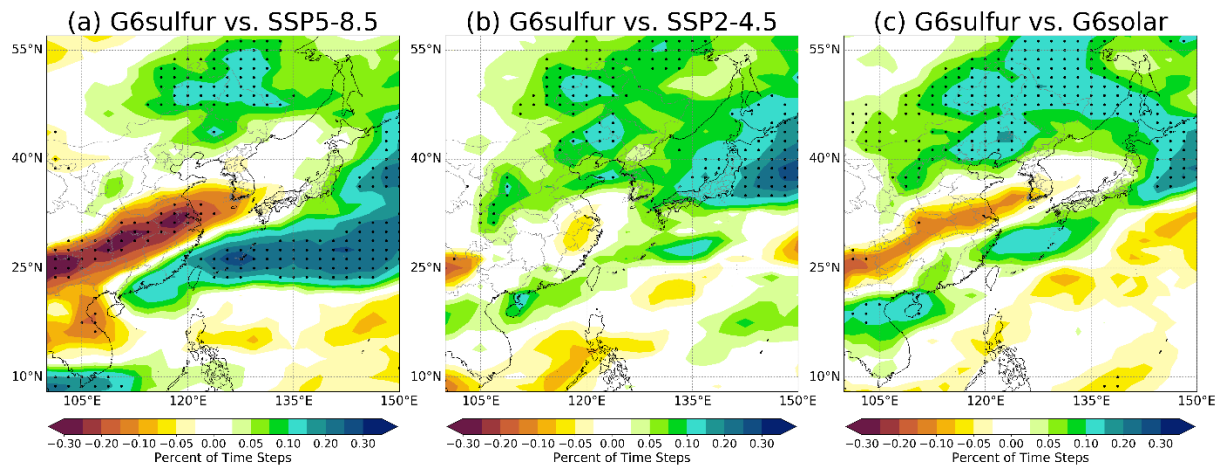 (a) G6sulfur vs. SSP5-8.5
(b) G6sulfur vs. SSP2-4.5
(c) G6sulfur vs. G6solar
55°N
40°N
25°N
10°N
105°E 120°E 135°E 150°E
−0.30 −0.20 −0.10 −0.05 0.00 0.05 0.10 0.20 0.30
Percent of Time Steps
55°N
40°N
25°N
10°N
105°E 120°E 135°E 150°E
−0.30 −0.20 −0.10 −0.05 0.00 0.05 0.10 0.20 0.30
Percent of Time Steps
55°N
40°N
25°N
10°N
105°E 120°E 135°E 150°E
−0.30 −0.20 −0.10 −0.05 0.00 0.05 0.10 0.20 0.30
Percent of Time Steps